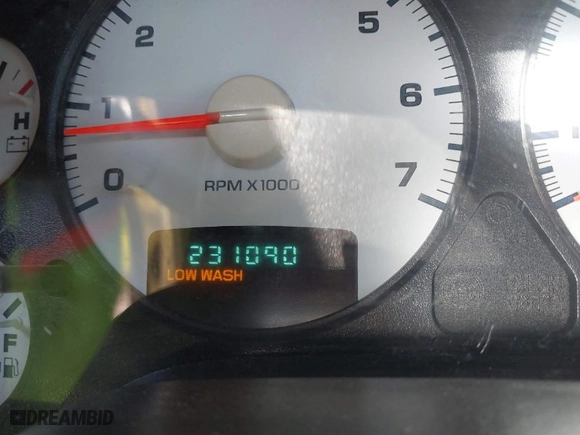 2
5
1
6
H
0
RPM X1000
7
231090
LOW WASH
F
DREAMBID